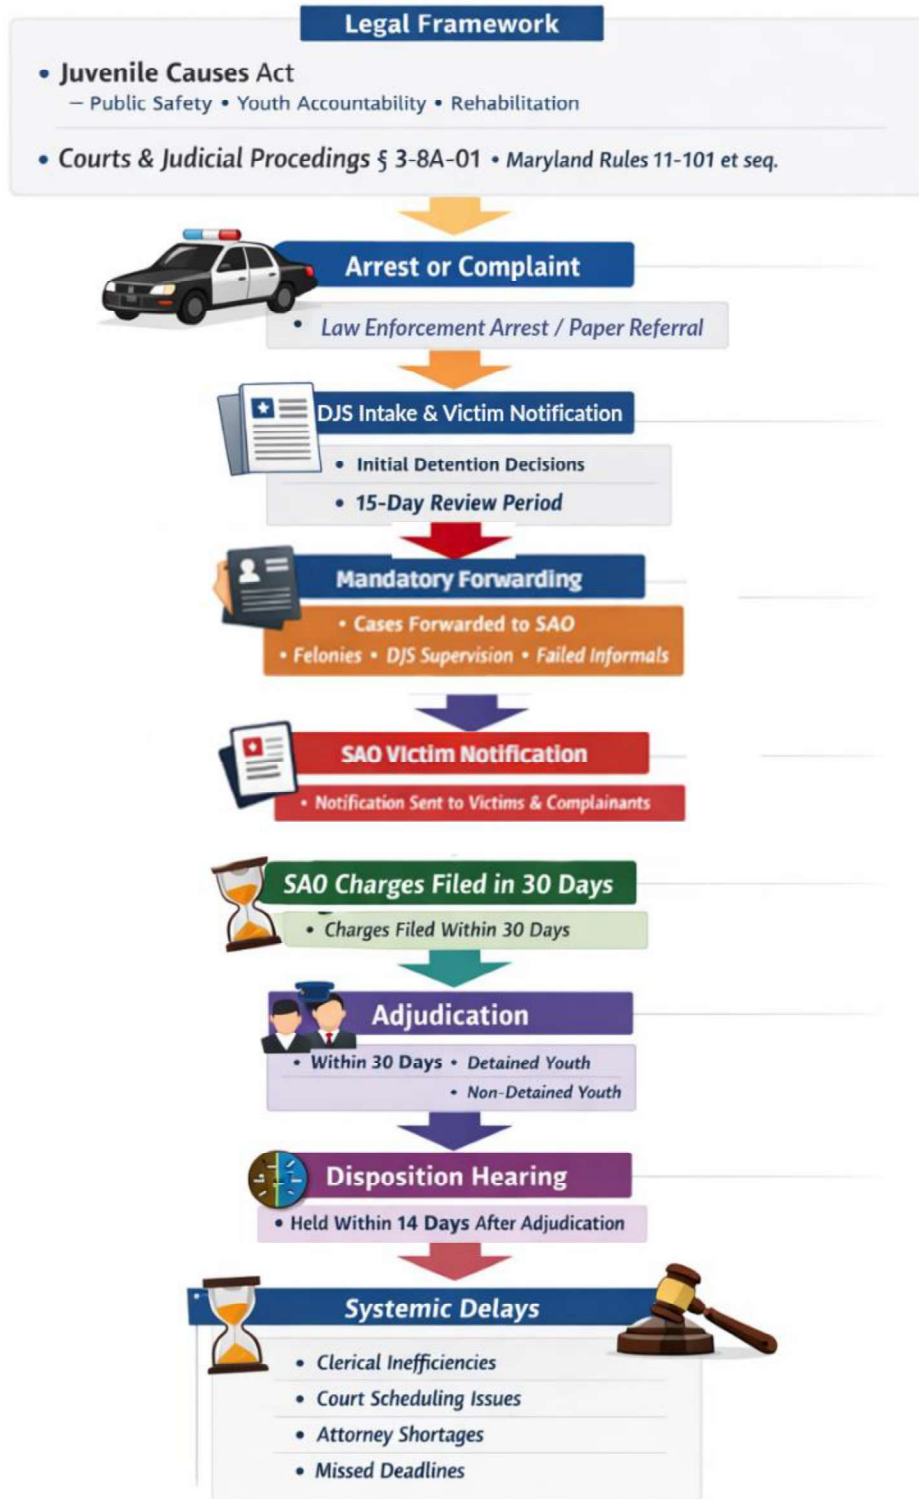 Legal Framework
• Juvenile Causes Act
– Public Safety • Youth Accountability • Rehabilitation
• Courts & Judicial Procedings § 3-8A-01 • Maryland Rules 11-101 et seq.
Arrest or Complaint
• Law Enforcement Arrest / Paper Referral
DJS Intake & Victim Notification
• Initial Detention Decisions
• 15-Day Review Period
Mandatory Forwarding
• Cases Forwarded to SAO
• Felonies • DJS Supervision • Failed Informals
SAO VIctim Notification
• Notification Sent to Victims & Complainants
SAO Charges Filed in 30 Days
• Charges Filed Within 30 Days
Adjudication
• Within 30 Days • Detained Youth
• Non-Detained Youth
Disposition Hearing
• Held Within 14 Days After Adjudication
Systemic Delays
• Clerical Inefficiencies
• Court Scheduling Issues
• Attorney Shortages
• Missed Deadlines